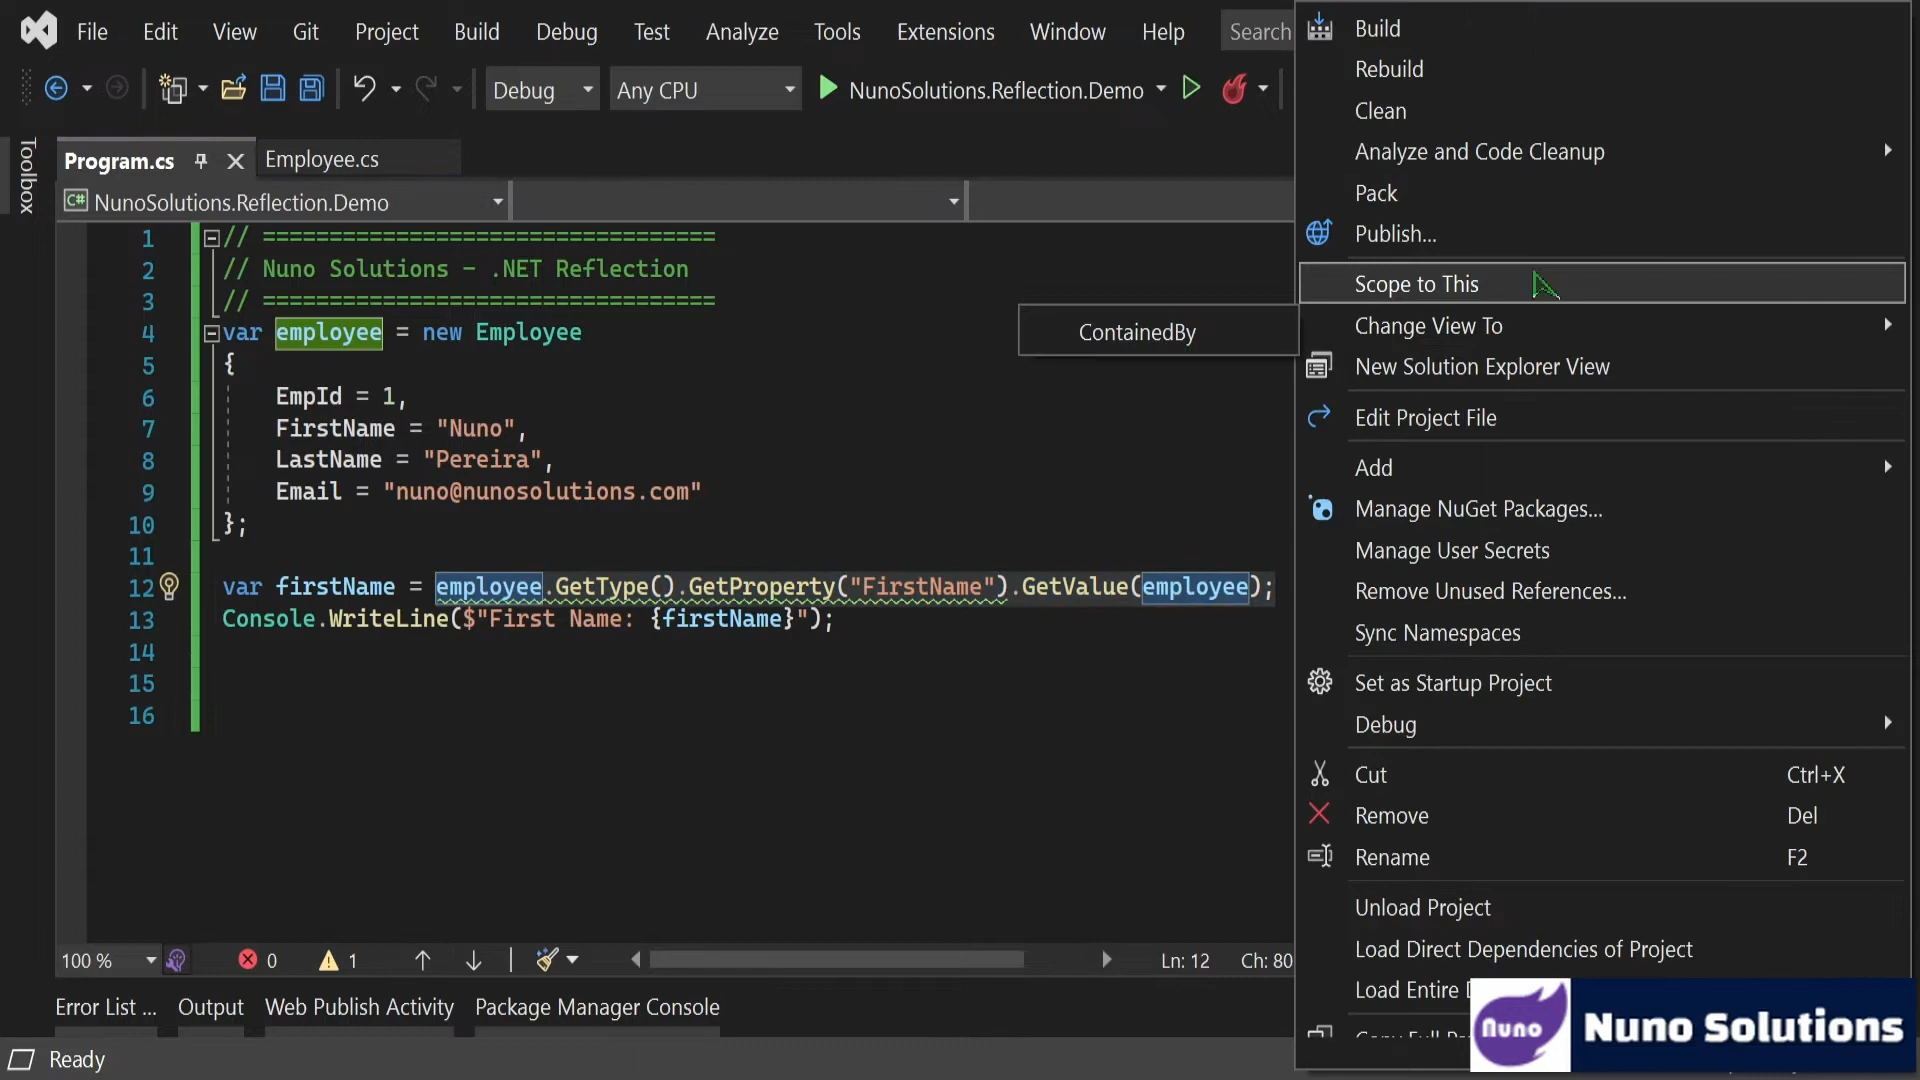 File Edit View Git Project Build Debug Test Analyze Tools Extensions Window Help Search
Debug Any CPU NunoSolutions.Reflection.Demo
Toolbox
Program.cs Employee.cs
C# NunoSolutions.Reflection.Demo
1 // ==================================
2 // Nuno Solutions - .NET Reflection
3 // ==================================
4 var employee = new Employee
5 {
6 EmpId = 1,
7 FirstName = "Nuno",
8 LastName = "Pereira",
9 Email = "nuno@nunosolutions.com"
10 };
11
12 var firstName = employee.GetType().GetProperty("FirstName").GetValue(employee);
13 Console.WriteLine($"First Name: {firstName}");
14
15
16
100 % 0 1 Ln: 12 Ch: 80
Error List ... Output Web Publish Activity Package Manager Console
Ready
ContainedBy
Build
Rebuild
Clean
Analyze and Code Cleanup
Pack
Publish...
Scope to This
Change View To
New Solution Explorer View
Edit Project File
Add
Manage NuGet Packages...
Manage User Secrets
Remove Unused References...
Sync Namespaces
Set as Startup Project
Debug
Cut Ctrl+X
Remove Del
Rename F2
Unload Project
Load Direct Dependencies of Project
Load Entire
Nuno Nuno Solutions